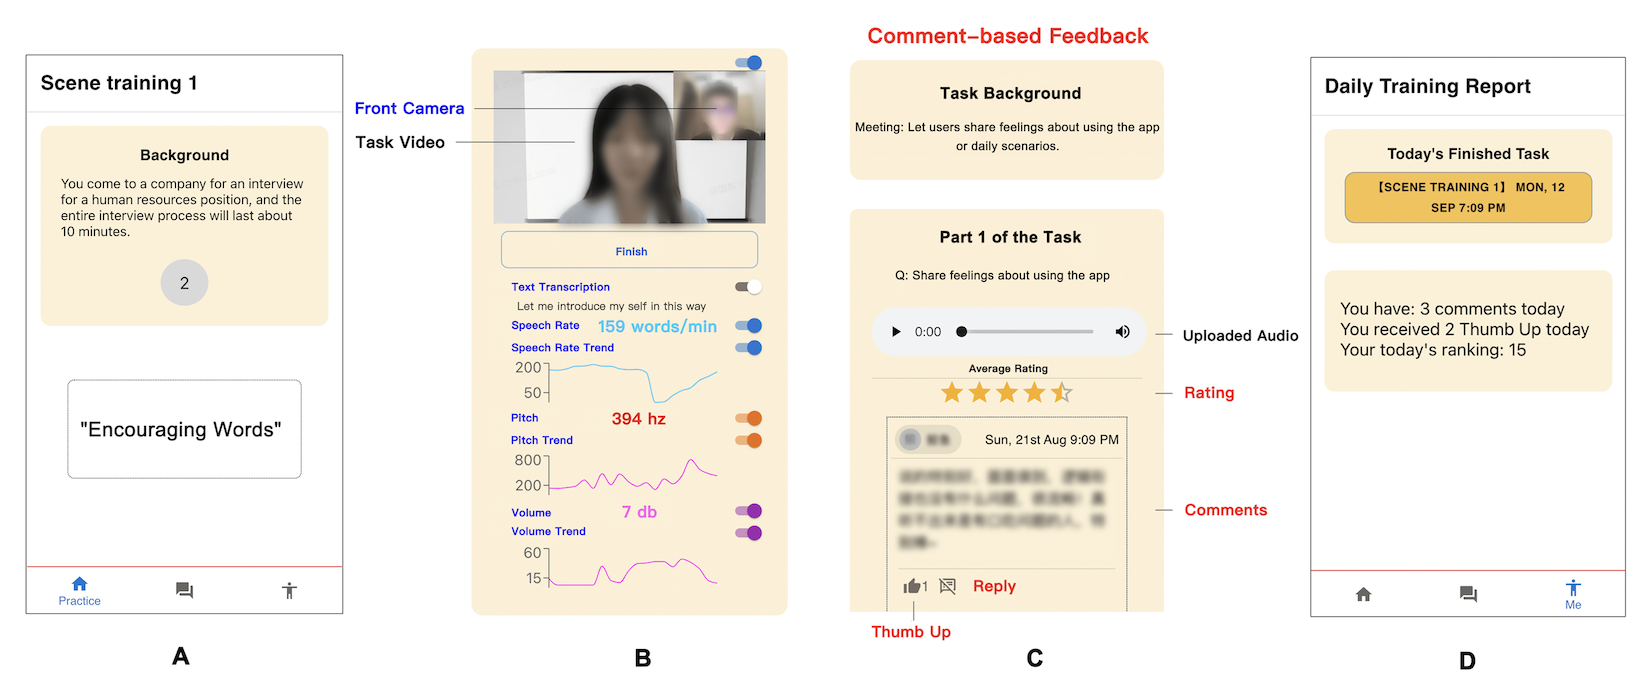 Scene training 1
Background
You come to a company for an interview
for a human resources position, and the
entire interview process will last about
10 minutes.
2
"Encouraging Words"
Practice
A
Front Camera
Task Video
Finish
Text Transcription
Let me introduce my self in this way
Speech Rate 159 words/min
Speech Rate Trend
200
50
Pitch 394 hz
Pitch Trend
800
200
Volume 7 db
Volume Trend
60
15
B
Comment-based Feedback
Task Background
Meeting: Let users share feelings about using the app
or daily scenarios.
Part 1 of the Task
Q: Share feelings about using the app
0:00
Uploaded Audio
Average Rating
Rating
Sun, 21st Aug 9:09 PM
Comments
1 Reply
Thumb Up
C
Daily Training Report
Today's Finished Task
【SCENE TRAINING 1】 MON, 12
SEP 7:09 PM
You have: 3 comments today
You received 2 Thumb Up today
Your today's ranking: 15
Me
D